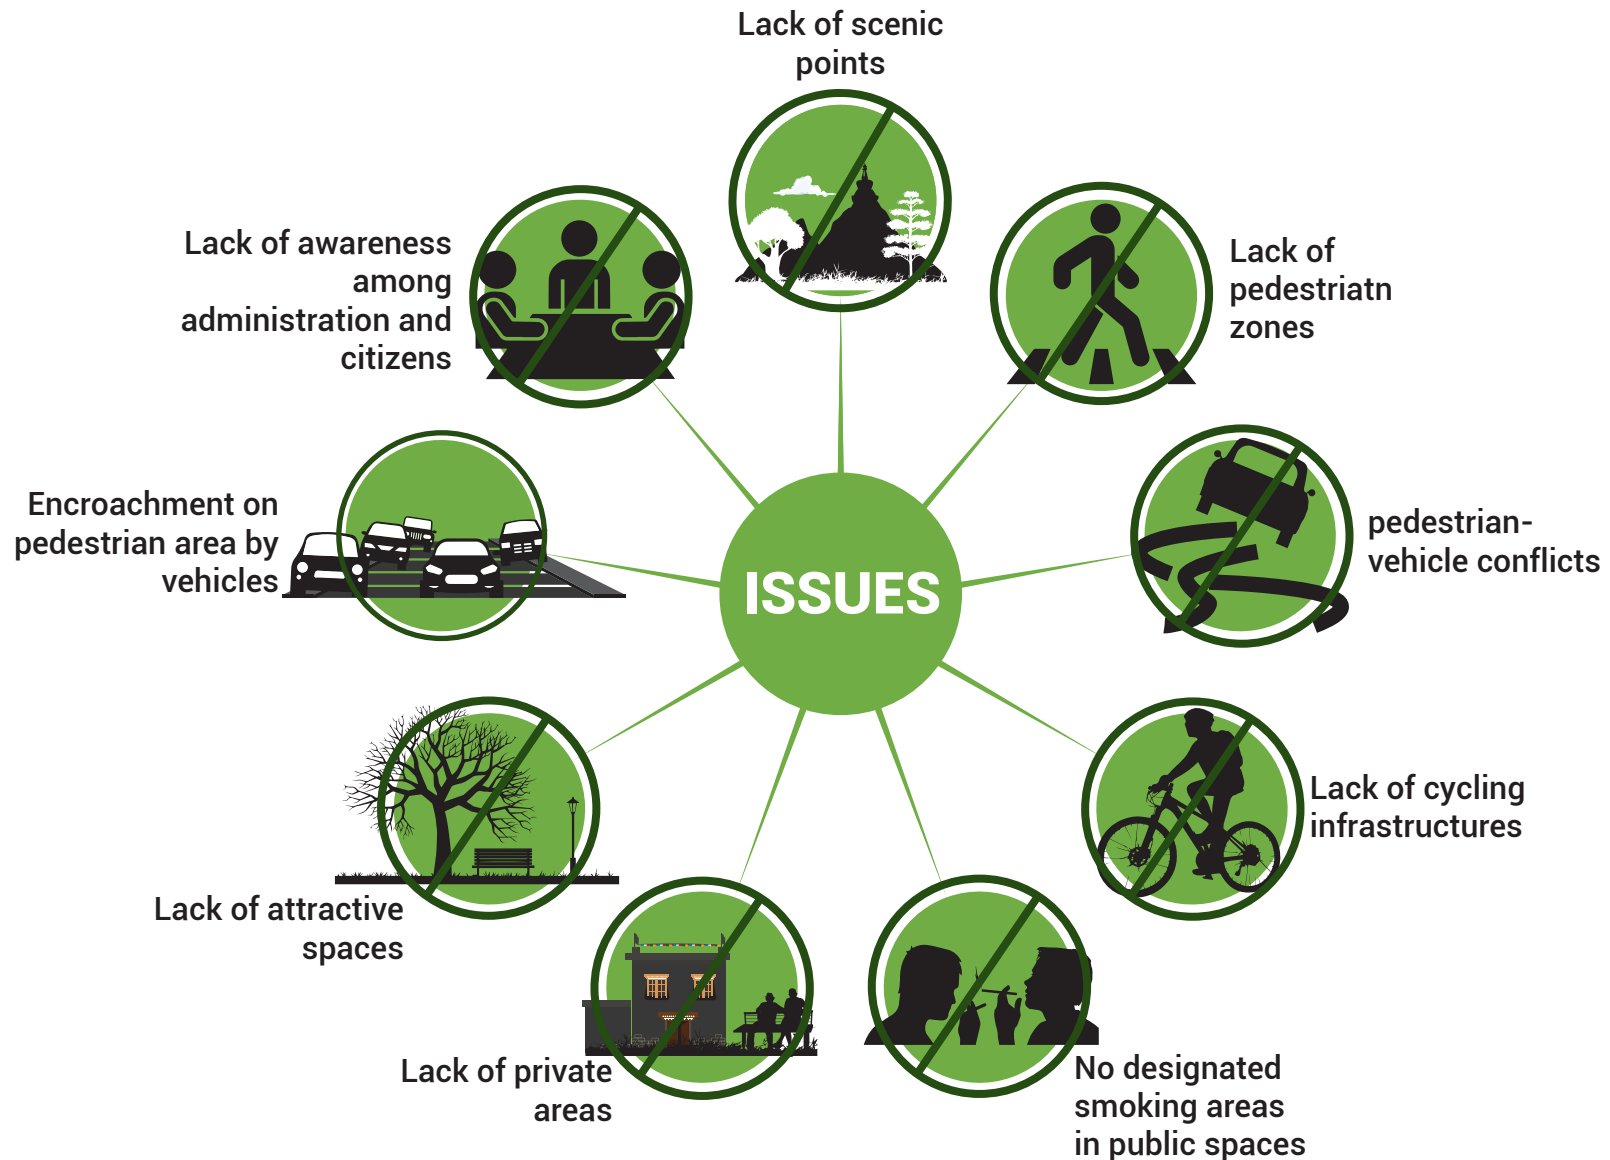 Lack of scenic
points
Lack of
pedestriatn
zones
pedestrian-
vehicle conflicts
Lack of cycling
infrastructures
No designated
smoking areas
in public spaces
Lack of private
areas
Lack of attractive
spaces
Encroachment on
pedestrian area by
vehicles
Lack of awareness
among
administration and
citizens
ISSUES